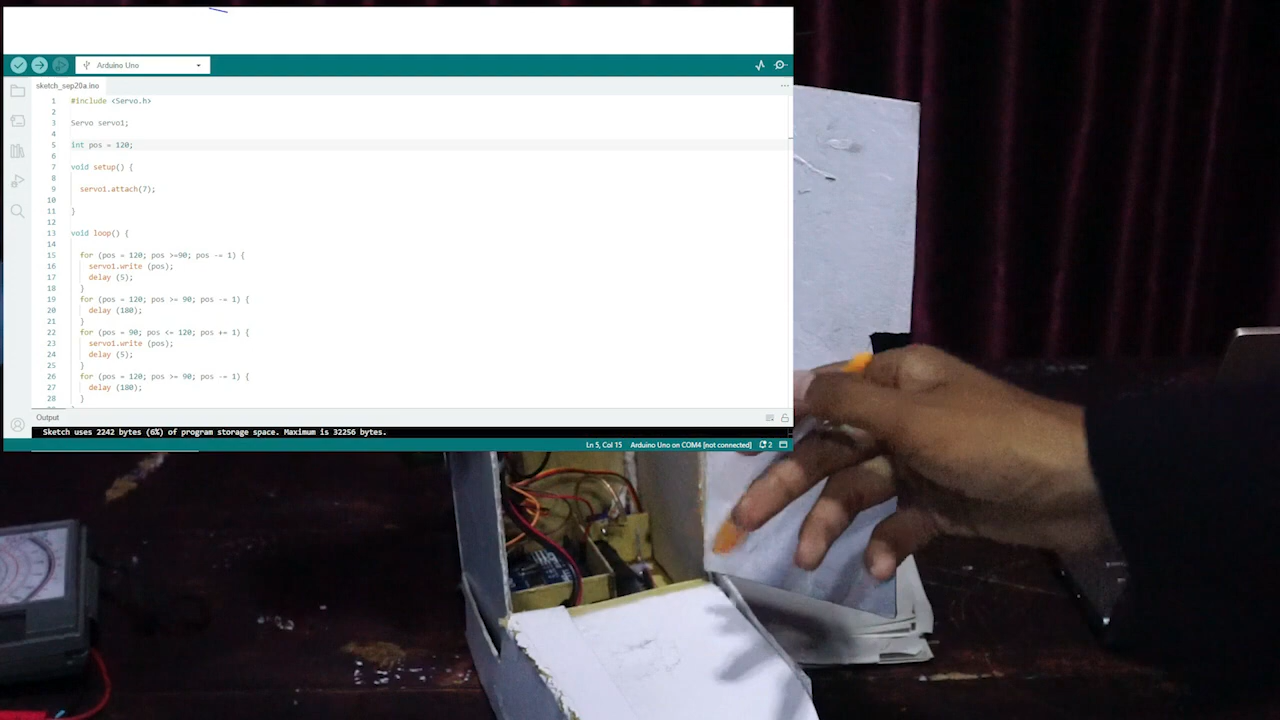 Arduino Uno
sketch_sep20a.ino
1 #include <Servo.h>
2
3 Servo servo1;
4
5 int pos = 120;
6
7 void setup() {
8
9 servo1.attach(7);
10
11 }
12
13 void loop() {
14
15 for (pos = 120; pos >=90; pos -= 1) {
16 servo1.write (pos);
17 delay (5);
18 }
19 for (pos = 120; pos >= 90; pos -= 1) {
20 delay (180);
21 }
22 for (pos = 90; pos <= 120; pos += 1) {
23 servo1.write (pos);
24 delay (5);
25 }
26 for (pos = 120; pos >= 90; pos -= 1) {
27 delay (180);
28 }
Output
Sketch uses 2242 bytes (6%) of program storage space. Maximum is 32256 bytes.
Ln 5, Col 15 Arduino Uno on COM4 [not connected] 2